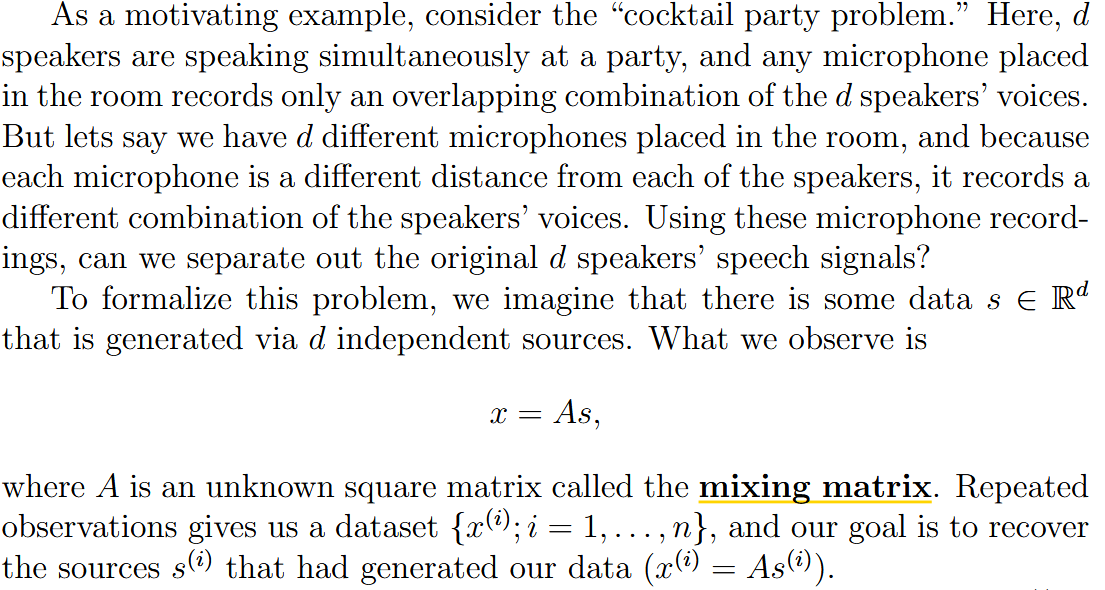 As a motivating example, consider the “cocktail party problem.” Here, d
speakers are speaking simultaneously at a party, and any microphone placed
in the room records only an overlapping combination of the d speakers’ voices.
But lets say we have d different microphones placed in the room, and because
each microphone is a different distance from each of the speakers, it records a
different combination of the speakers’ voices. Using these microphone record-
ings, can we separate out the original d speakers’ speech signals?
To formalize this problem, we imagine that there is some data s ∈ ℝᵈ
that is generated via d independent sources. What we observe is
x = As,
where A is an unknown square matrix called the mixing matrix. Repeated
observations gives us a dataset {x⁽ⁱ⁾; i = 1, . . . , n}, and our goal is to recover
the sources s⁽ⁱ⁾ that had generated our data (x⁽ⁱ⁾ = As⁽ⁱ⁾).